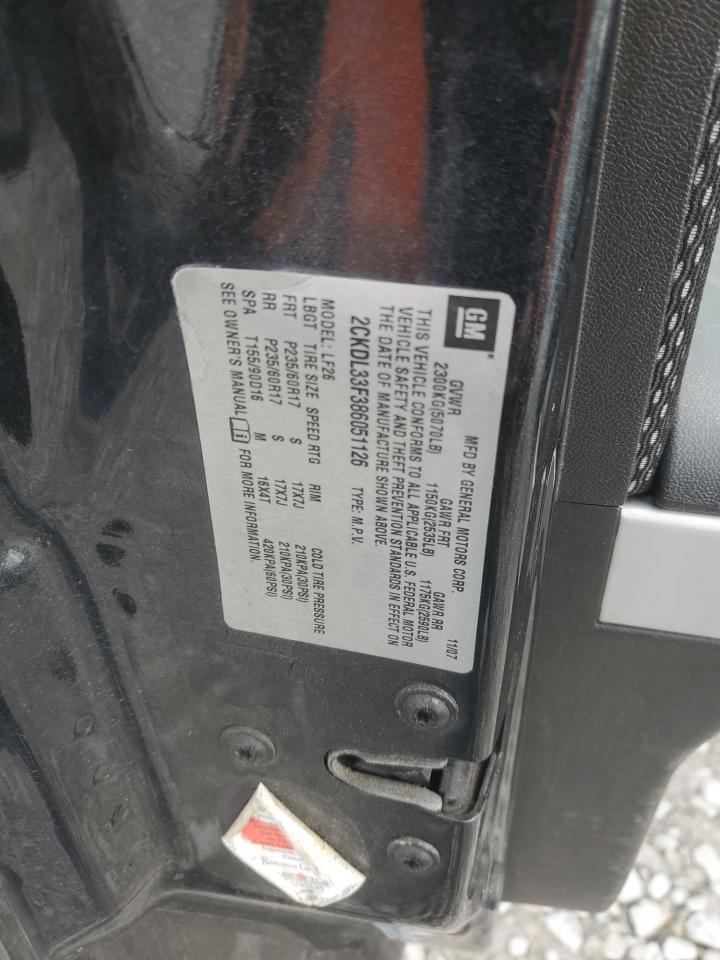 GM
MFD BY GENERAL MOTORS CORP. 11/07
GVWR GAWR FRT GAWR RR
2300KG(5070LB) 1150KG(2535LB) 1175KG(2590LB)
THIS VEHICLE CONFORMS TO ALL APPLICABLE U.S. FEDERAL MOTOR
VEHICLE SAFETY AND THEFT PREVENTION STANDARDS IN EFFECT ON
THE DATE OF MANUFACTURE SHOWN ABOVE.
2CKDL33F386051126 TYPE: M.P.V.
MODEL: LF26
LBGT TIRE SIZE SPEED RTG RIM COLD TIRE PRESSURE
FRT P235/60R17 S 17X7J 210KPA(30PSI)
RR P235/60R17 S 17X7J 210KPA(30PSI)
SPA T155/90D16 M 16X4T 420KPA(60PSI)
SEE OWNER'S MANUAL i FOR MORE INFORMATION.